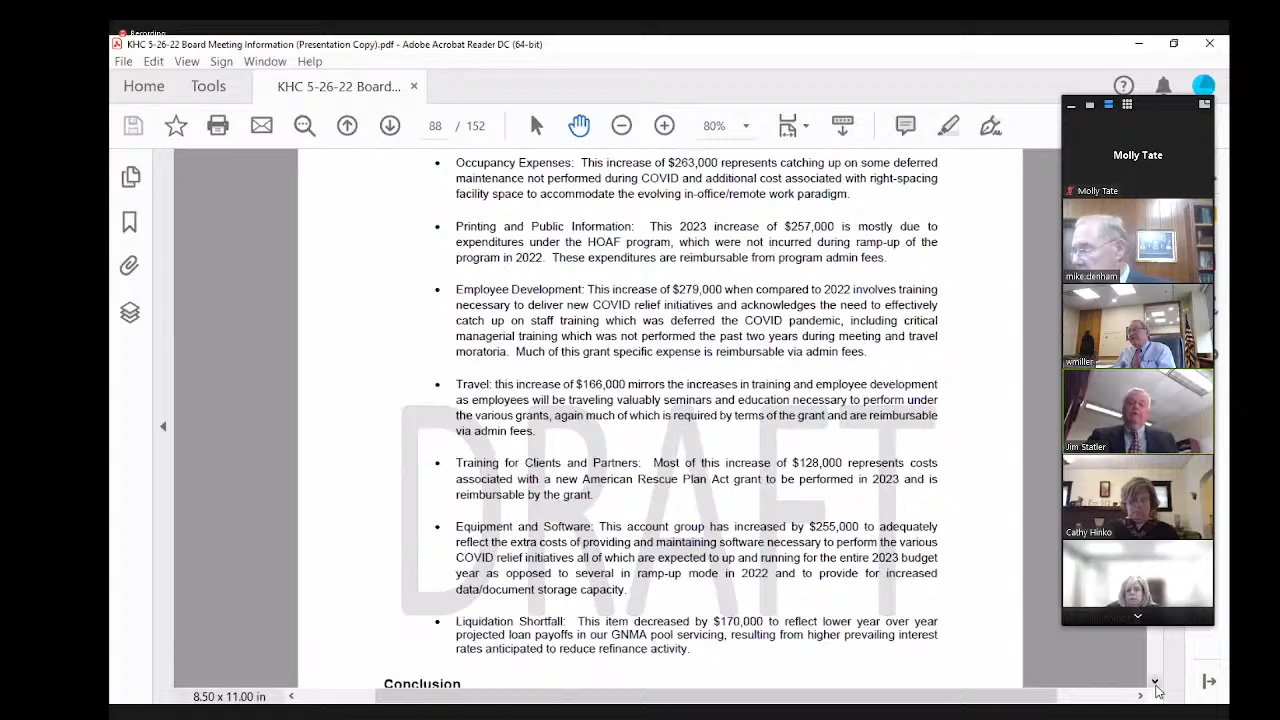 Recording
KHC 5-26-22 Board Meeting Information (Presentation Copy).pdf - Adobe Acrobat Reader DC (64-bit)
File Edit View Sign Window Help
Home Tools KHC 5-26-22 Board... ×
88 / 152 80%
• Occupancy Expenses: This increase of $263,000 represents catching up on some deferred
maintenance not performed during COVID and additional cost associated with right-spacing
facility space to accommodate the evolving in-office/remote work paradigm.
• Printing and Public Information: This 2023 increase of $257,000 is mostly due to
expenditures under the HOAF program, which were not incurred during ramp-up of the
program in 2022. These expenditures are reimbursable from program admin fees.
• Employee Development: This increase of $279,000 when compared to 2022 involves training
necessary to deliver new COVID relief initiatives and acknowledges the need to effectively
catch up on staff training which was deferred the COVID pandemic, including critical
managerial training which was not performed the past two years during meeting and travel
moratoria. Much of this grant specific expense is reimbursable via admin fees.
• Travel: this increase of $166,000 mirrors the increases in training and employee development
as employees will be traveling valuably seminars and education necessary to perform under
the various grants, again much of which is required by terms of the grant and are reimbursable
via admin fees.
• Training for Clients and Partners: Most of this increase of $128,000 represents costs
associated with a new American Rescue Plan Act grant to be performed in 2023 and is
reimbursable by the grant.
• Equipment and Software: This account group has increased by $255,000 to adequately
reflect the extra costs of providing and maintaining software necessary to perform the various
COVID relief initiatives all of which are expected to up and running for the entire 2023 budget
year as opposed to several in ramp-up mode in 2022 and to provide for increased
data/document storage capacity.
• Liquidation Shortfall: This item decreased by $170,000 to reflect lower year over year
projected loan payoffs in our GNMA pool servicing, resulting from higher prevailing interest
rates anticipated to reduce refinance activity.
Conclusion
DRAFT
8.50 x 11.00 in
Molly Tate
Molly Tate
mike.denham
wmiller
Jim Statler
Cathy Hinko